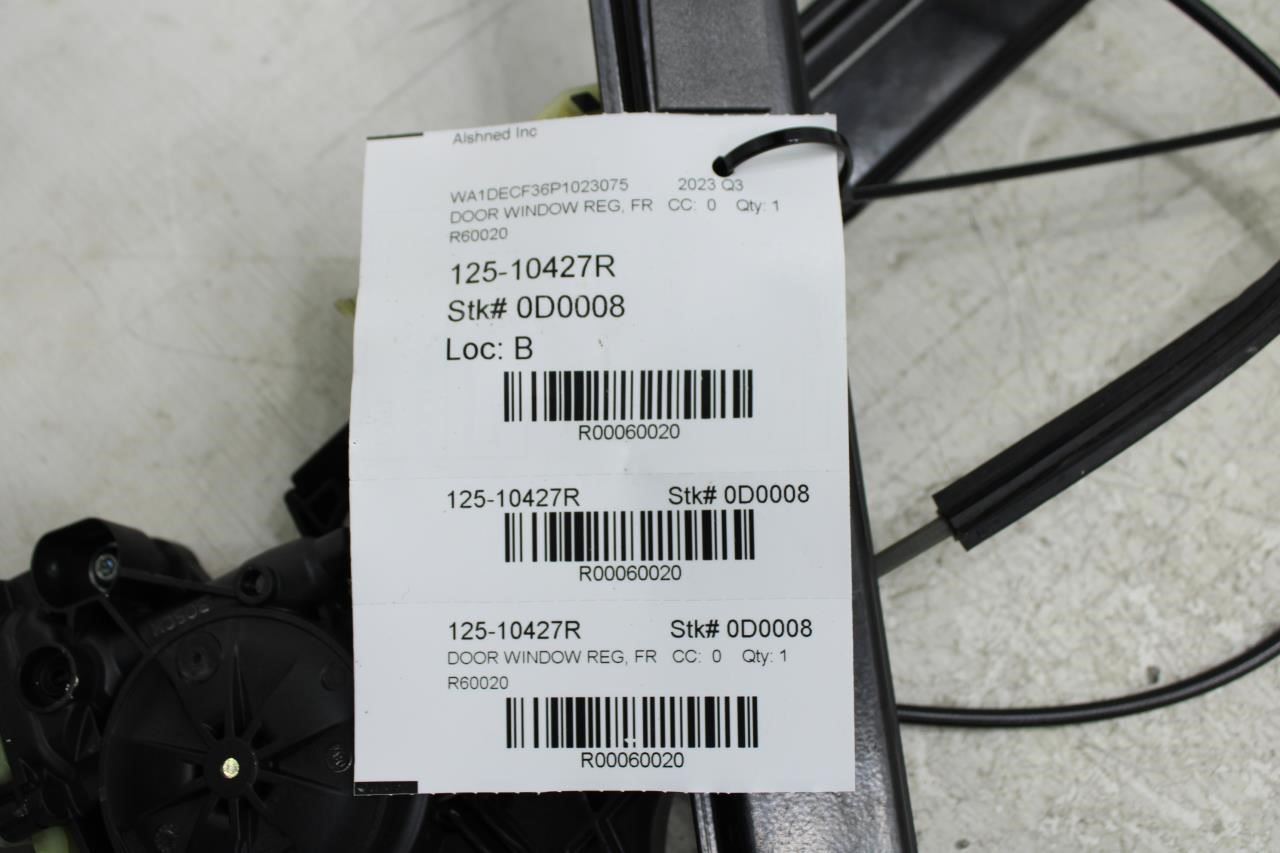 Alshned Inc
WA1DECF36P1023075 2023 Q3
DOOR WINDOW REG, FR CC: 0 Qty: 1
R60020
125-10427R
Stk# 0D0008
Loc: B
R00060020
125-10427R Stk# 0D0008
R00060020
125-10427R Stk# 0D0008
DOOR WINDOW REG, FR CC: 0 Qty: 1
R60020
R00060020
BOSCH